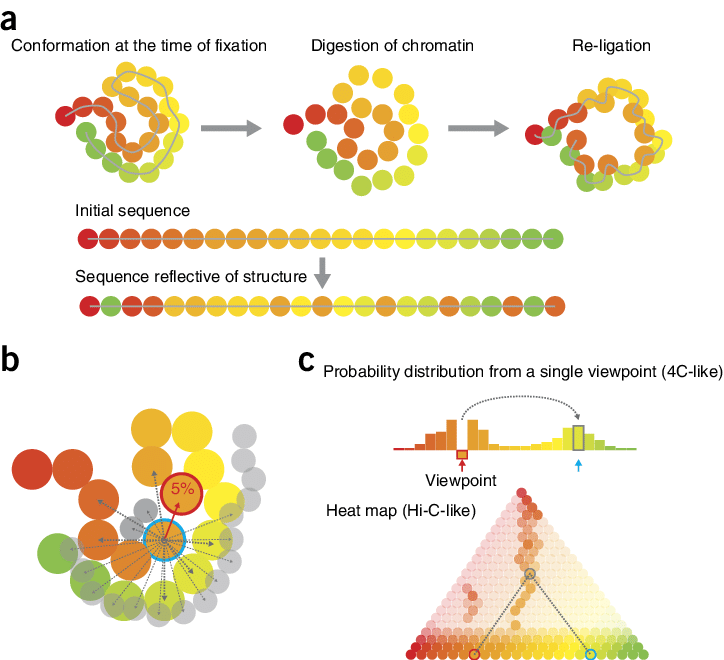 a
Conformation at the time of fixation
Digestion of chromatin
Re-ligation
Initial sequence
Sequence reflective of structure
b
5%
c
Probability distribution from a single viewpoint (4C-like)
Viewpoint
Heat map (Hi-C-like)